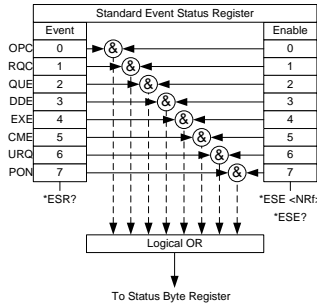 Standard Event Status Register
Event Enable
OPC 0 & 0
RQC 1 & 1
QUE 2 & 2
DDE 3 & 3
EXE 4 & 4
CME 5 & 5
URQ 6 & 6
PON 7 & 7
*ESR? *ESE <NRf>
*ESE?
Logical OR
To Status Byte Register